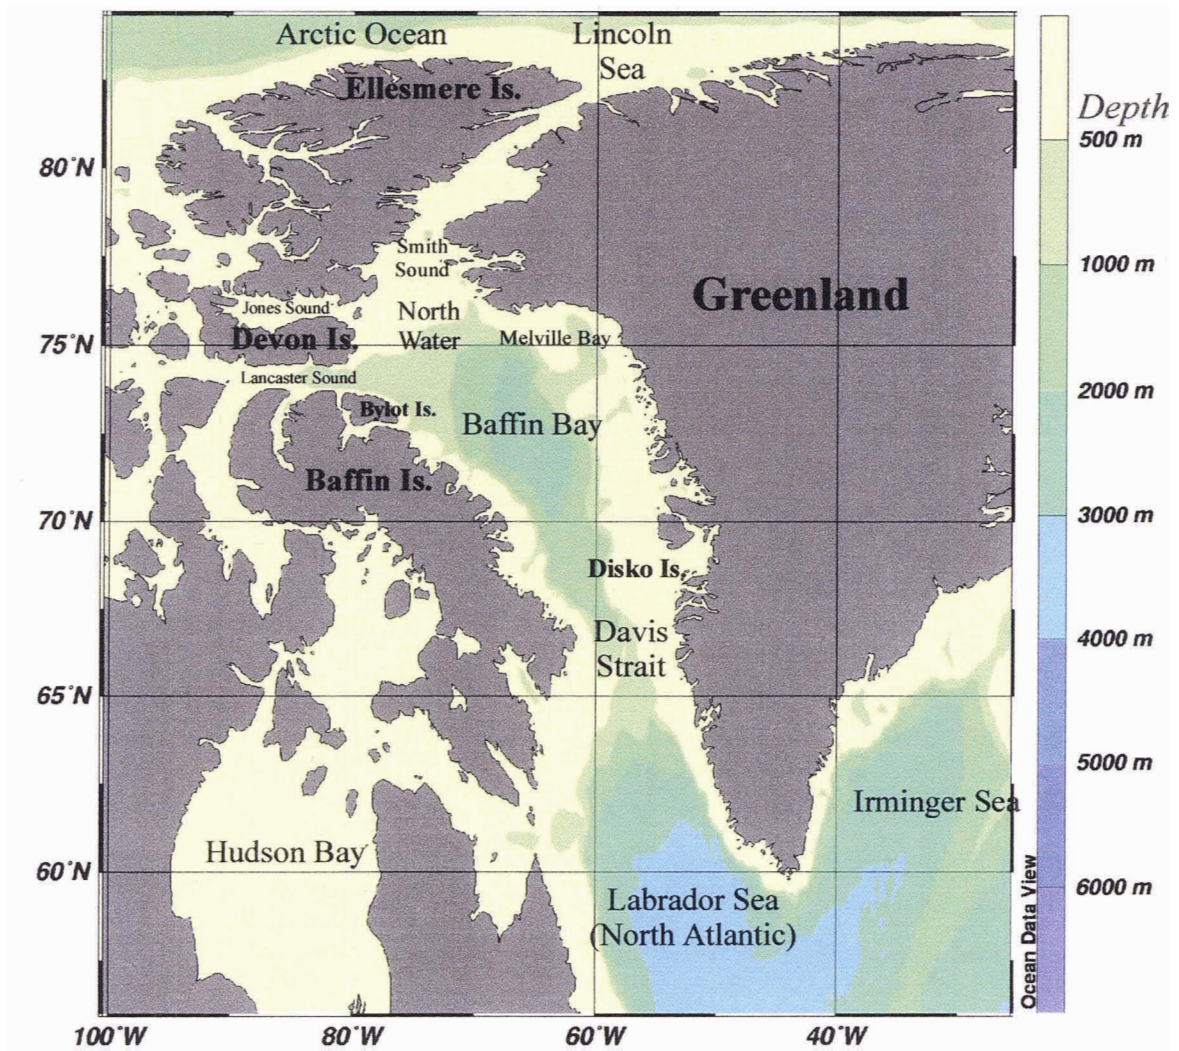 Arctic Ocean
Lincoln
Sea
Ellesmere Is.
Depth
500 m
80°N
Smith
Sound
1000 m
Greenland
Jones Sound
North
Water
Devon Is.
Melville Bay
75°N
Lancaster Sound
2000 m
Bylot Is.
Baffin Bay
Baffin Is.
3000 m
70°N
Disko Is.
Davis
Strait
4000 m
65°N
5000 m
Irminger Sea
Hudson Bay
60°N
6000 m
Labrador Sea
(North Atlantic)
Ocean Data View
100°W
80°W
60°W
40°W